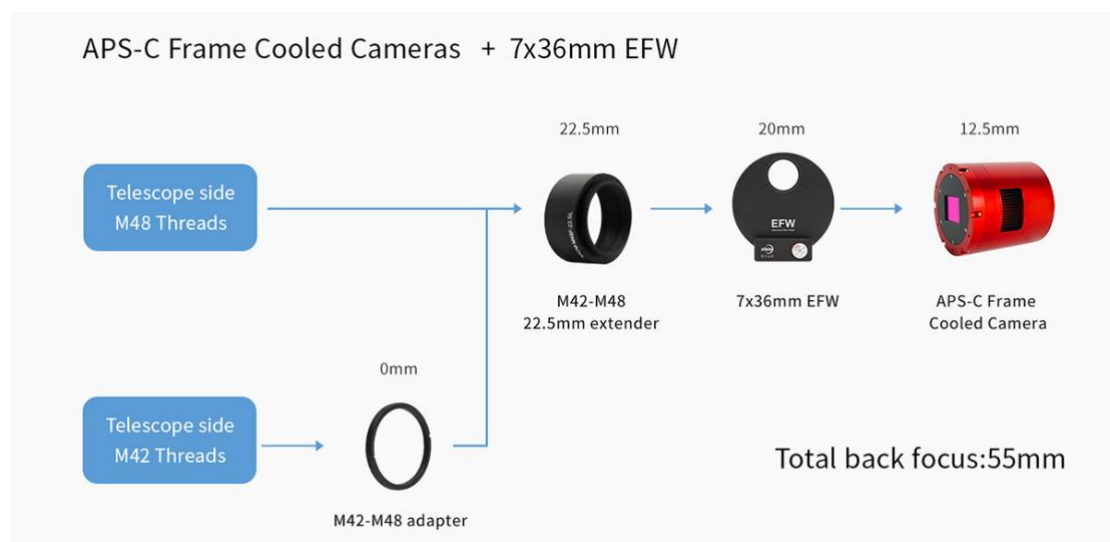 APS-C Frame Cooled Cameras + 7x36mm EFW
22.5mm
20mm
12.5mm
Telescope side
M48 Threads
EFW
M42-M48
22.5mm extender
7x36mm EFW
APS-C Frame
Cooled Camera
0mm
Telescope side
M42 Threads
Total back focus:55mm
M42-M48 adapter